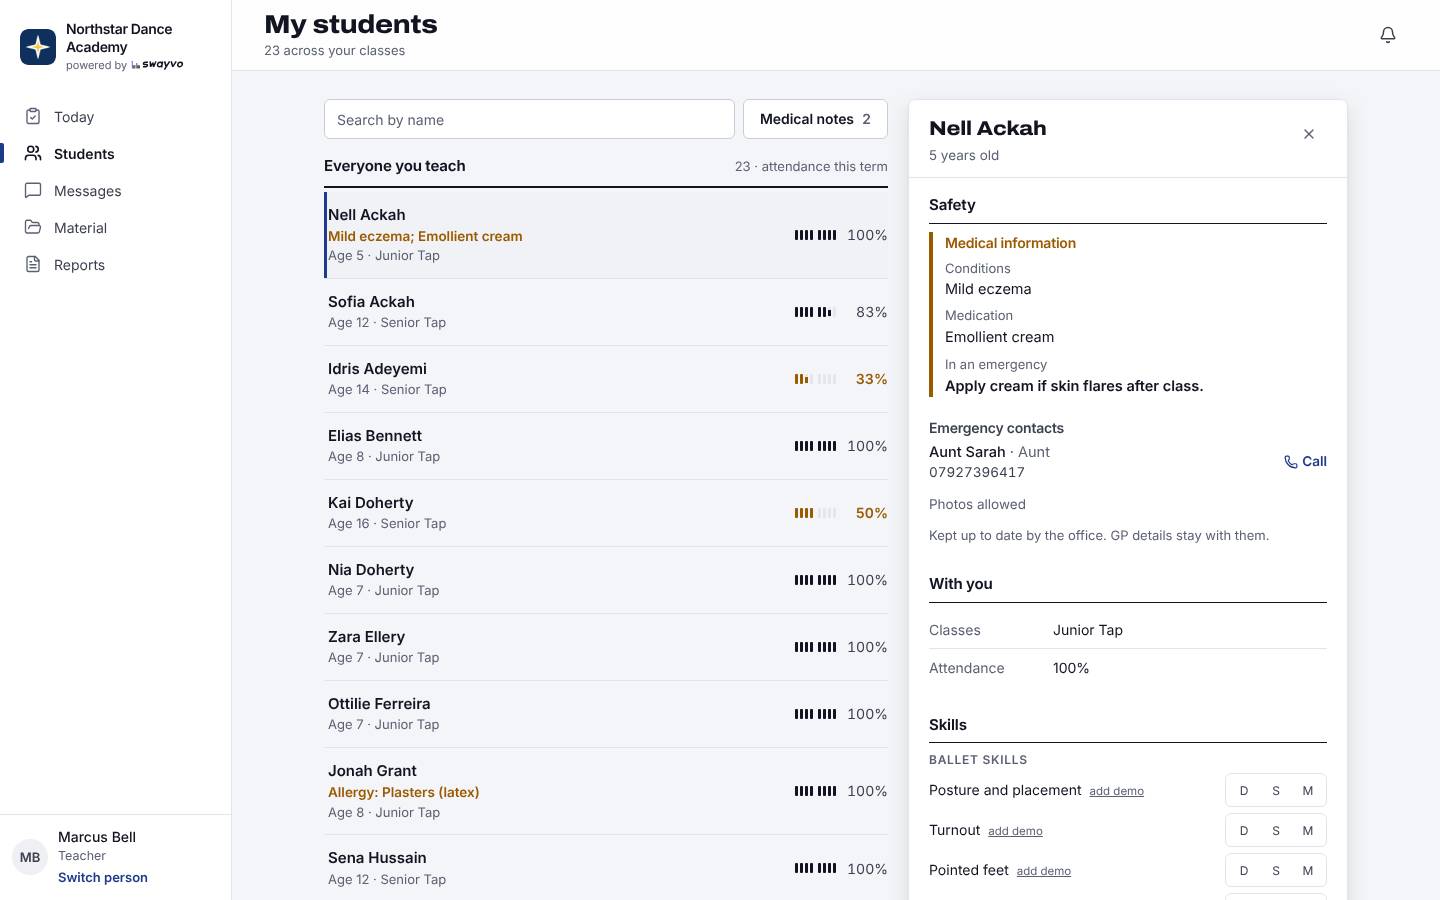 Northstar Dance
Academy
powered by swayvo
Today
Students
Messages
Material
Reports
Marcus Bell
MB
Teacher
Switch person
My students
23 across your classes
Search by name
Medical notes 2
Everyone you teach
23 · attendance this term
Nell Ackah
Mild eczema; Emollient cream
Age 5 · Junior Tap
100%
Sofia Ackah
Age 12 · Senior Tap
83%
Idris Adeyemi
Age 14 · Senior Tap
33%
Elias Bennett
Age 8 · Junior Tap
100%
Kai Doherty
Age 16 · Senior Tap
50%
Nia Doherty
Age 7 · Junior Tap
100%
Zara Ellery
Age 7 · Junior Tap
100%
Ottilie Ferreira
Age 7 · Junior Tap
100%
Jonah Grant
Allergy: Plasters (latex)
Age 8 · Junior Tap
100%
Sena Hussain
Age 12 · Senior Tap
100%
Nell Ackah
5 years old
Safety
Medical information
Conditions
Mild eczema
Medication
Emollient cream
In an emergency
Apply cream if skin flares after class.
Emergency contacts
Aunt Sarah · Aunt
07927396417
Call
Photos allowed
Kept up to date by the office. GP details stay with them.
With you
Classes Junior Tap
Attendance 100%
Skills
BALLET SKILLS
Posture and placement add demo D S M
Turnout add demo D S M
Pointed feet add demo D S M